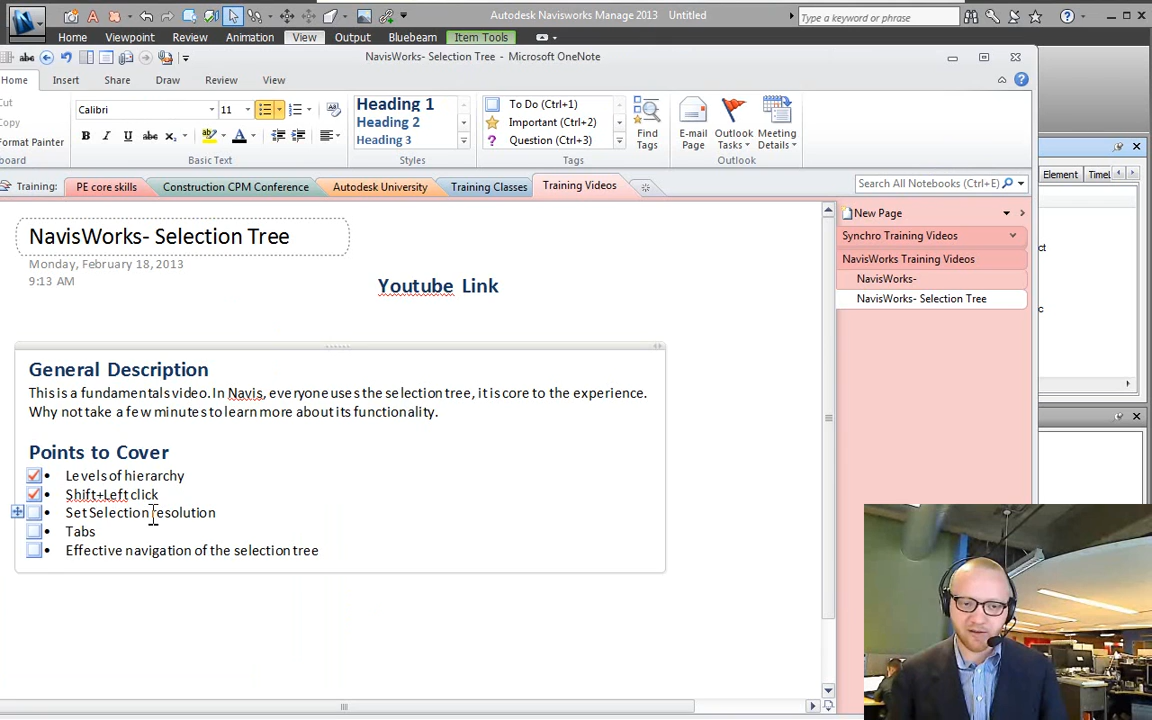 Autodesk Navisworks Manage 2013 Untitled
Type a keyword or phrase
Home Viewpoint Review Animation View Output Bluebeam Item Tools
NavisWorks- Selection Tree - Microsoft OneNote
Home Insert Share Draw Review View
Cut
Copy
Format Painter
Calibri 11
Heading 1
Heading 2
Heading 3
To Do (Ctrl+1)
Important (Ctrl+2)
Question (Ctrl+3)
Find Tags
E-mail Page
Outlook Tasks
Meeting Details
Basic Text Styles Tags Outlook
Training: PE core skills Construction CPM Conference Autodesk University Training Classes Training Videos
Search All Notebooks (Ctrl+E)
Element
New Page
Synchro Training Videos
NavisWorks Training Videos
NavisWorks-
NavisWorks- Selection Tree
NavisWorks- Selection Tree
Monday, February 18, 2013
9:13 AM
Youtube Link
General Description
This is a fundamentals video. In Navis, everyone uses the selection tree, it is core to the experience.
Why not take a few minutes to learn more about its functionality.
Points to Cover
• Levels of hierarchy
• Shift+Left click
• Set Selection resolution
• Tabs
• Effective navigation of the selection tree